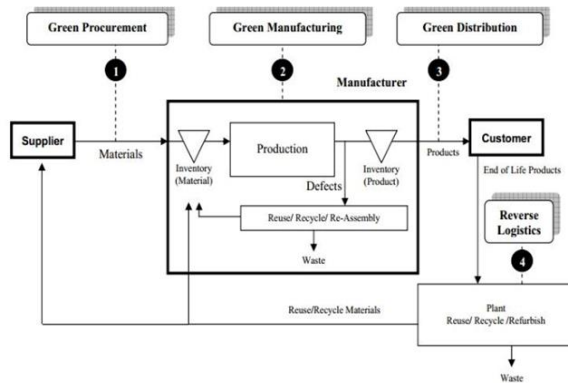 Green Procurement
Green Manufacturing
Green Distribution
1
2
3
Manufacturer
Supplier
Materials
Inventory
(Material)
Production
Defects
Inventory
(Product)
Products
Customer
End of Life Products
Reuse/ Recycle/ Re-Assembly
Waste
Reverse
Logistics
4
Reuse/Recycle Materials
Plant
Reuse/ Recycle /Refurbish
Waste